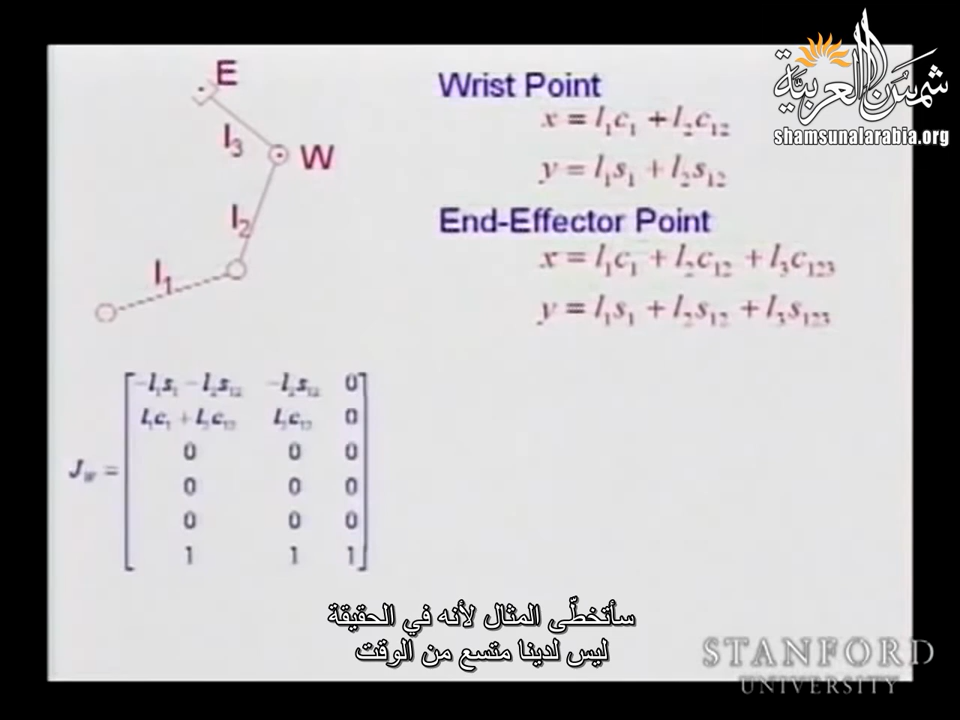 E
l3
W
l2
l1
Wrist Point
x = l1c1 + l2c12
y = l1s1 + l2s12
End-Effector Point
x = l1c1 + l2c12 + l3c123
y = l1s1 + l2s12 + l3s123
JW =
-l1s1 - l2s12 -l2s12 0
l1c1 + l2c12 l2c12 0
0 0 0
0 0 0
0 0 0
1 1 1
شمس العربية
shamsunalarabia.org
سأتخطّى المثال لأنه في الحقيقة
ليس لدينا متسع من الوقت
STANFORD
UNIVERSITY